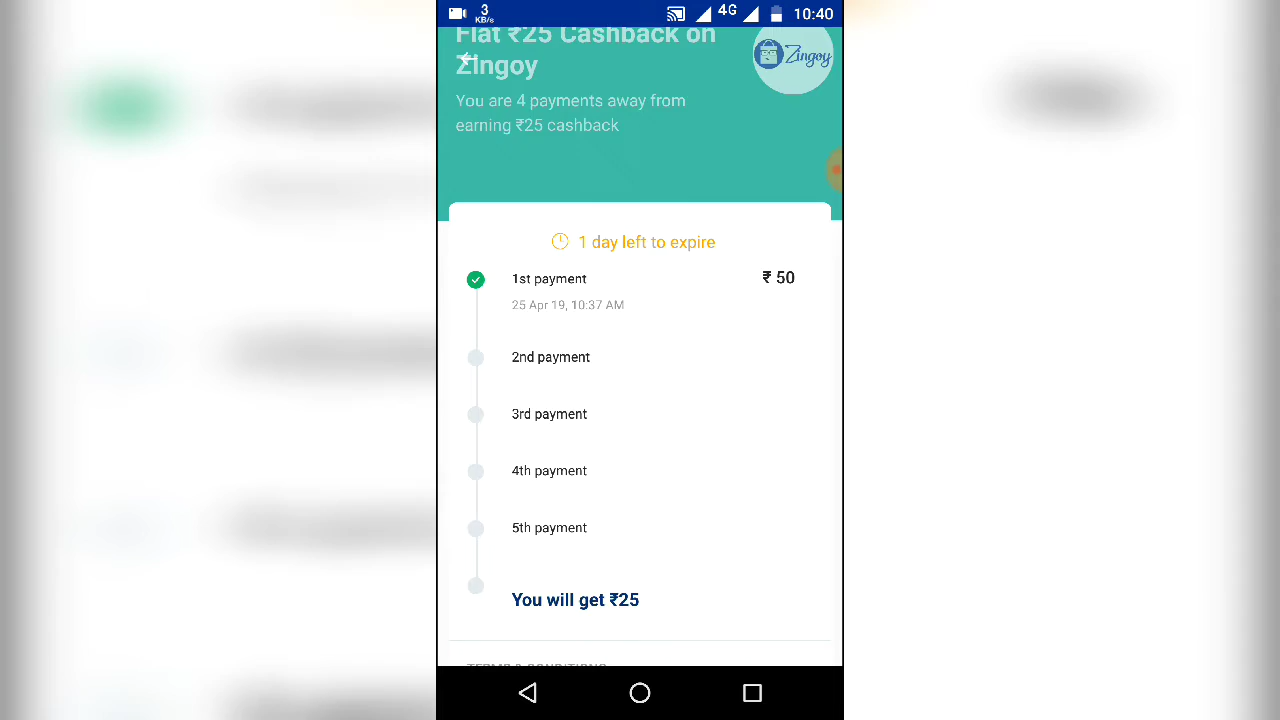 3
KB/s
4G
10:40
Flat ₹25 Cashback on
Zingoy
Zingoy
You are 4 payments away from
earning ₹25 cashback
1 day left to expire
1st payment
₹ 50
25 Apr 19, 10:37 AM
2nd payment
3rd payment
4th payment
5th payment
You will get ₹25
TERMS & CONDITIONS